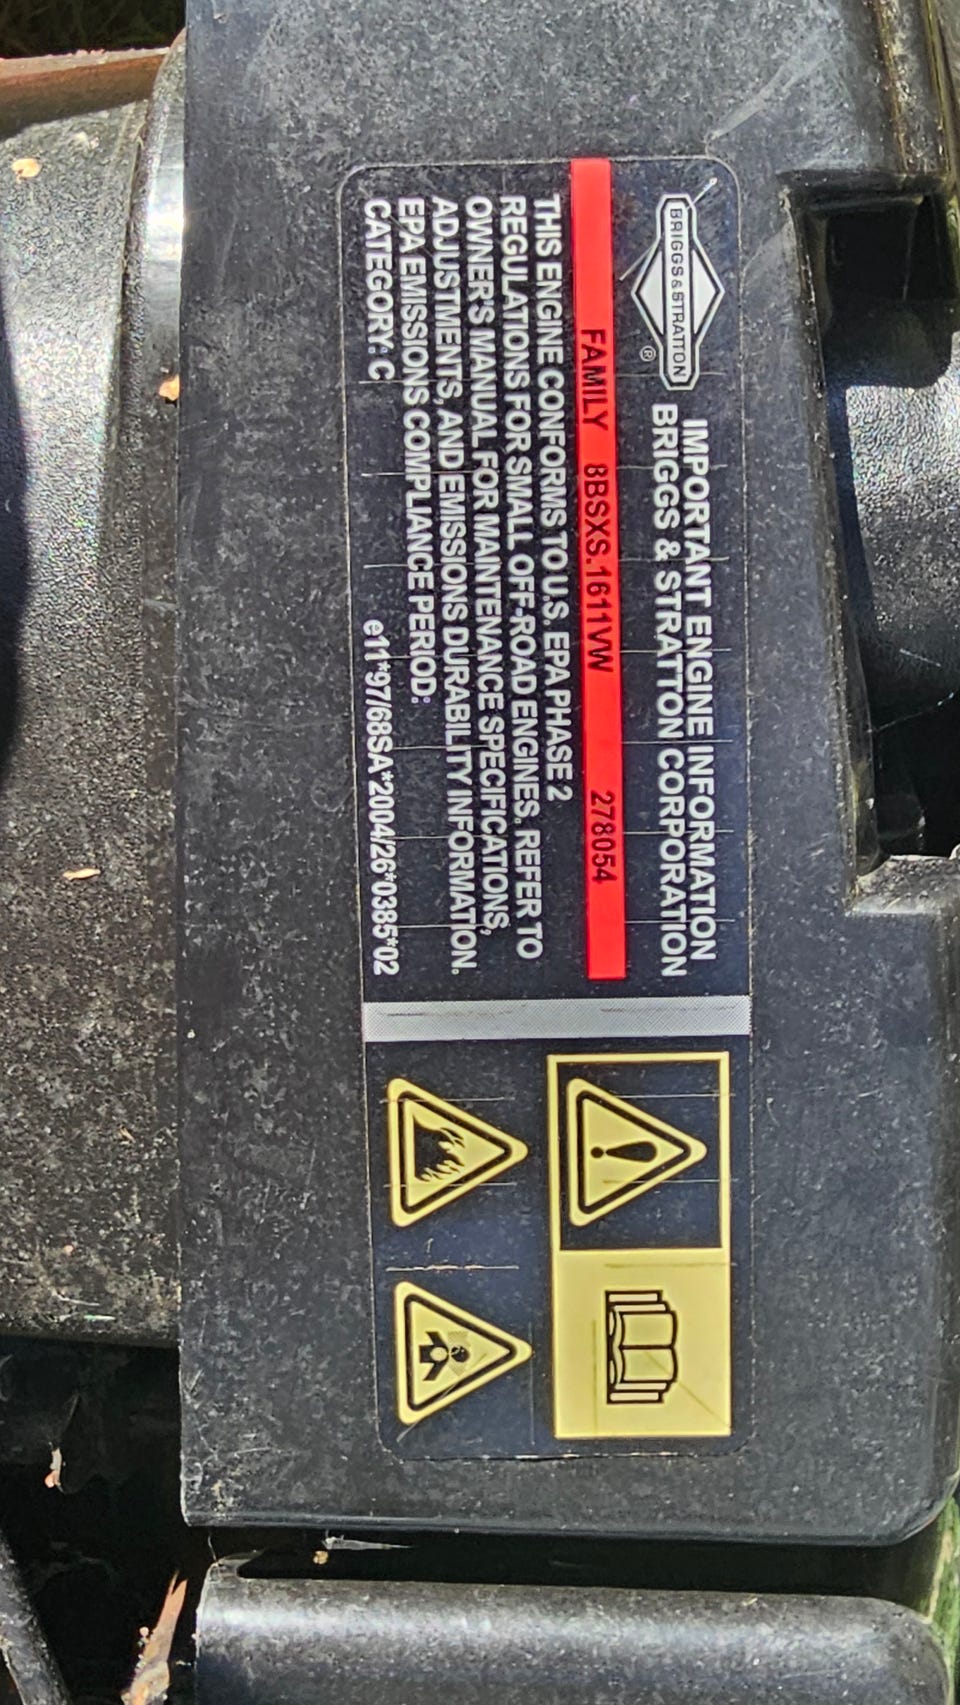 BRIGGS & STRATTON ®
IMPORTANT ENGINE INFORMATION
BRIGGS & STRATTON CORPORATION
FAMILY 8BSXS.1611VW 278054
THIS ENGINE CONFORMS TO U.S. EPA PHASE 2
REGULATIONS FOR SMALL OFF-ROAD ENGINES. REFER TO
OWNER'S MANUAL FOR MAINTENANCE SPECIFICATIONS,
ADJUSTMENTS, AND EMISSIONS DURABILITY INFORMATION.
EPA EMISSIONS COMPLIANCE PERIOD:
CATEGORY: C e11*97/68SA*2004/26*0385*02